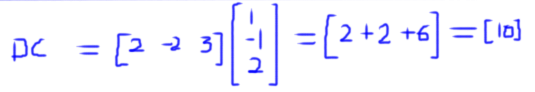 DC = [2 -2 3] [1 -1 2] = [2+2+6] = [10]